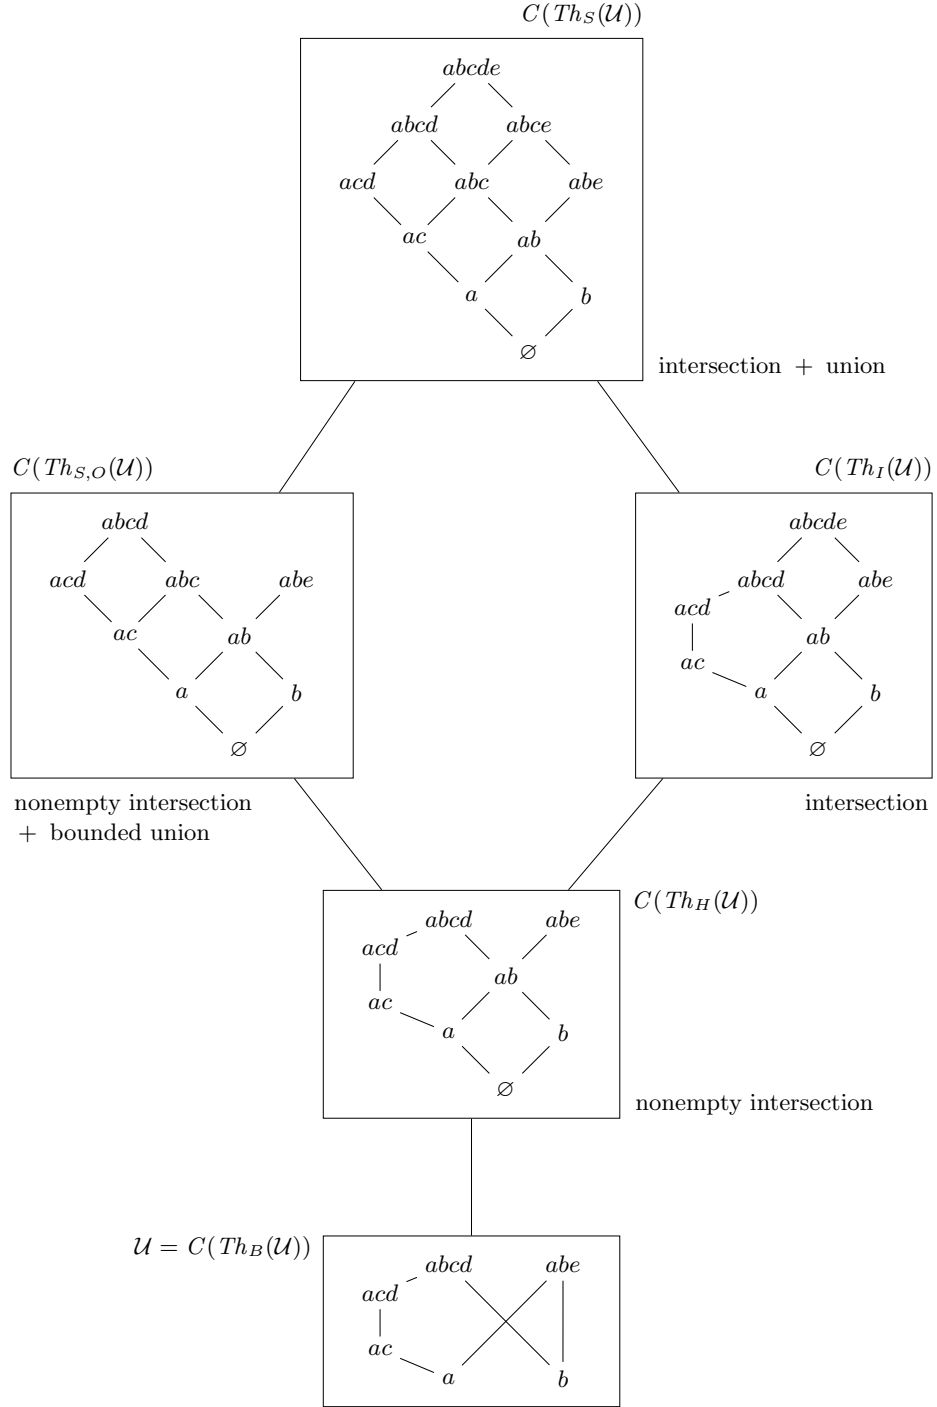 C(Th_S(𝒰))
abcde
abcd abce
acd abc abe
ac ab
a b
∅
intersection + union
C(Th_{S,O}(𝒰)) C(Th_I(𝒰))
abcd abcde
acd abc abe abcd abe
acd
ac ab ab
ac
a b a b
∅ ∅
nonempty intersection intersection
+ bounded union
C(Th_H(𝒰))
abcd abe
acd
ab
ac
a b
∅
nonempty intersection
𝒰 = C(Th_B(𝒰))
abcd abe
acd
ac
a b